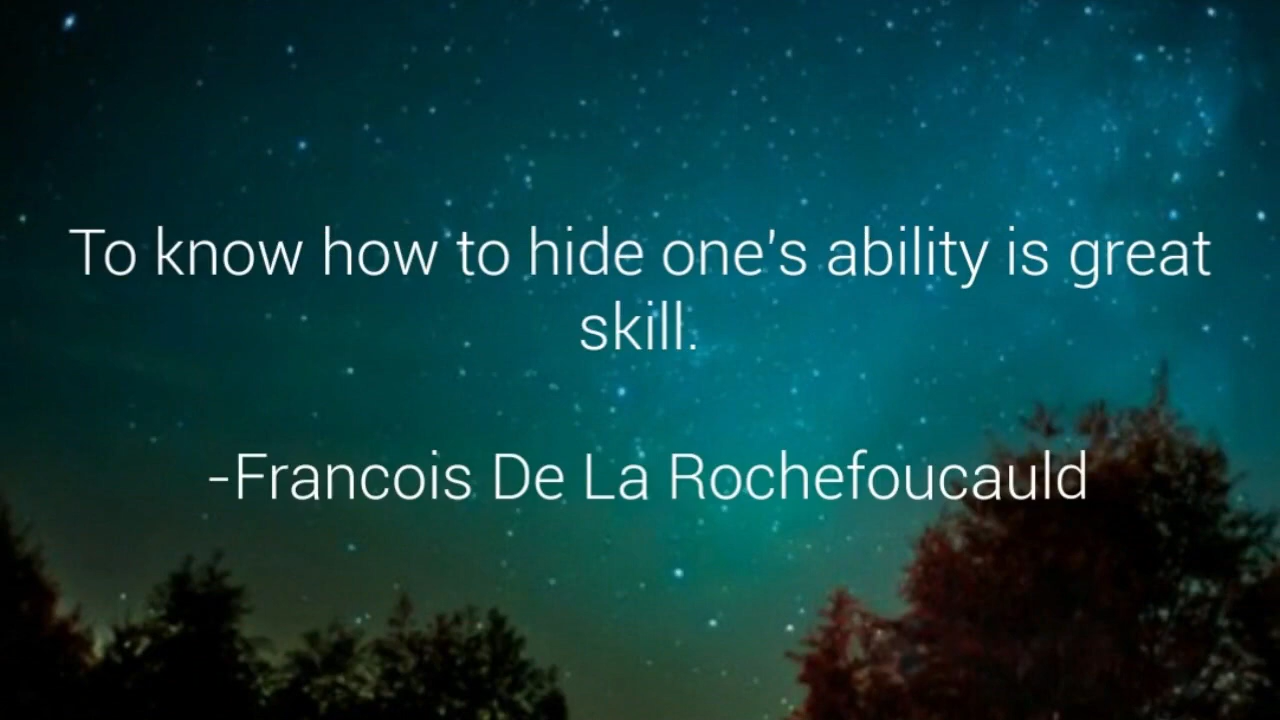 To know how to hide one's ability is great
skill.
-Francois De La Rochefoucauld